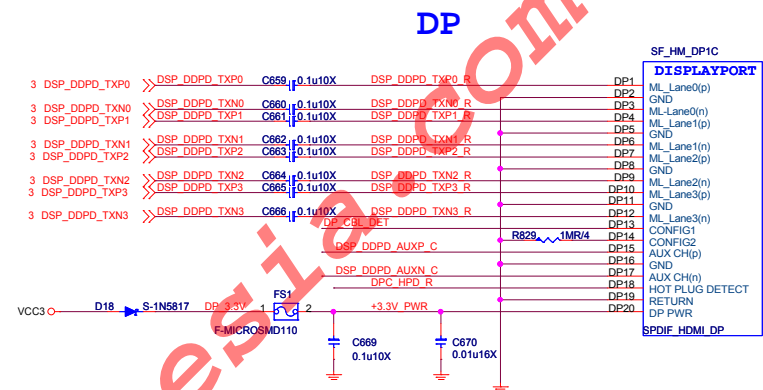 DP
SF_HM_DP1C
DISPLAYPORT
3 DSP_DDPD_TXP0 DSP_DDPD_TXP0 C659 0.1u10X DSP_DDPD_TXP0_R DP1 ML_Lane0(p)
DP2 GND
3 DSP_DDPD_TXN0 DSP_DDPD_TXN0 C660 0.1u10X DSP_DDPD_TXN0_R DP3 ML-Lane0(n)
3 DSP_DDPD_TXP1 DSP_DDPD_TXP1 C661 0.1u10X DSP_DDPD_TXP1_R DP4 ML_Lane1(p)
DP5 GND
3 DSP_DDPD_TXN1 DSP_DDPD_TXN1 C662 0.1u10X DSP_DDPD_TXN1_R DP6 ML_Lane1(n)
3 DSP_DDPD_TXP2 DSP_DDPD_TXP2 C663 0.1u10X DSP_DDPD_TXP2_R DP7 ML_Lane2(p)
DP8 GND
3 DSP_DDPD_TXN2 DSP_DDPD_TXN2 C664 0.1u10X DSP_DDPD_TXN2_R DP9 ML_Lane2(n)
3 DSP_DDPD_TXP3 DSP_DDPD_TXP3 C665 0.1u10X DSP_DDPD_TXP3_R DP10 ML_Lane3(p)
DP11 GND
3 DSP_DDPD_TXN3 DSP_DDPD_TXN3 C666 0.1u10X DSP_DDPD_TXN3_R DP12 ML_Lane3(n)
DP_CBL_DET DP13 CONFIG1
R829 1MR/4 DP14 CONFIG2
DSP_DDPD_AUXP_C DP15 AUX CH(p)
DP16 GND
DSP_DDPD_AUXN_C DP17 AUX CH(n)
DPC_HPD_R DP18 HOT PLUG DETECT
DP19 RETURN
VCC3 D18 S-1N5817 DP_3.3V 1 FS1 2 +3.3V_PWR DP20 DP PWR
F-MICROSMD110
SPDIF_HDMI_DP
C669 0.1u10X
C670 0.01u16X
esia.com